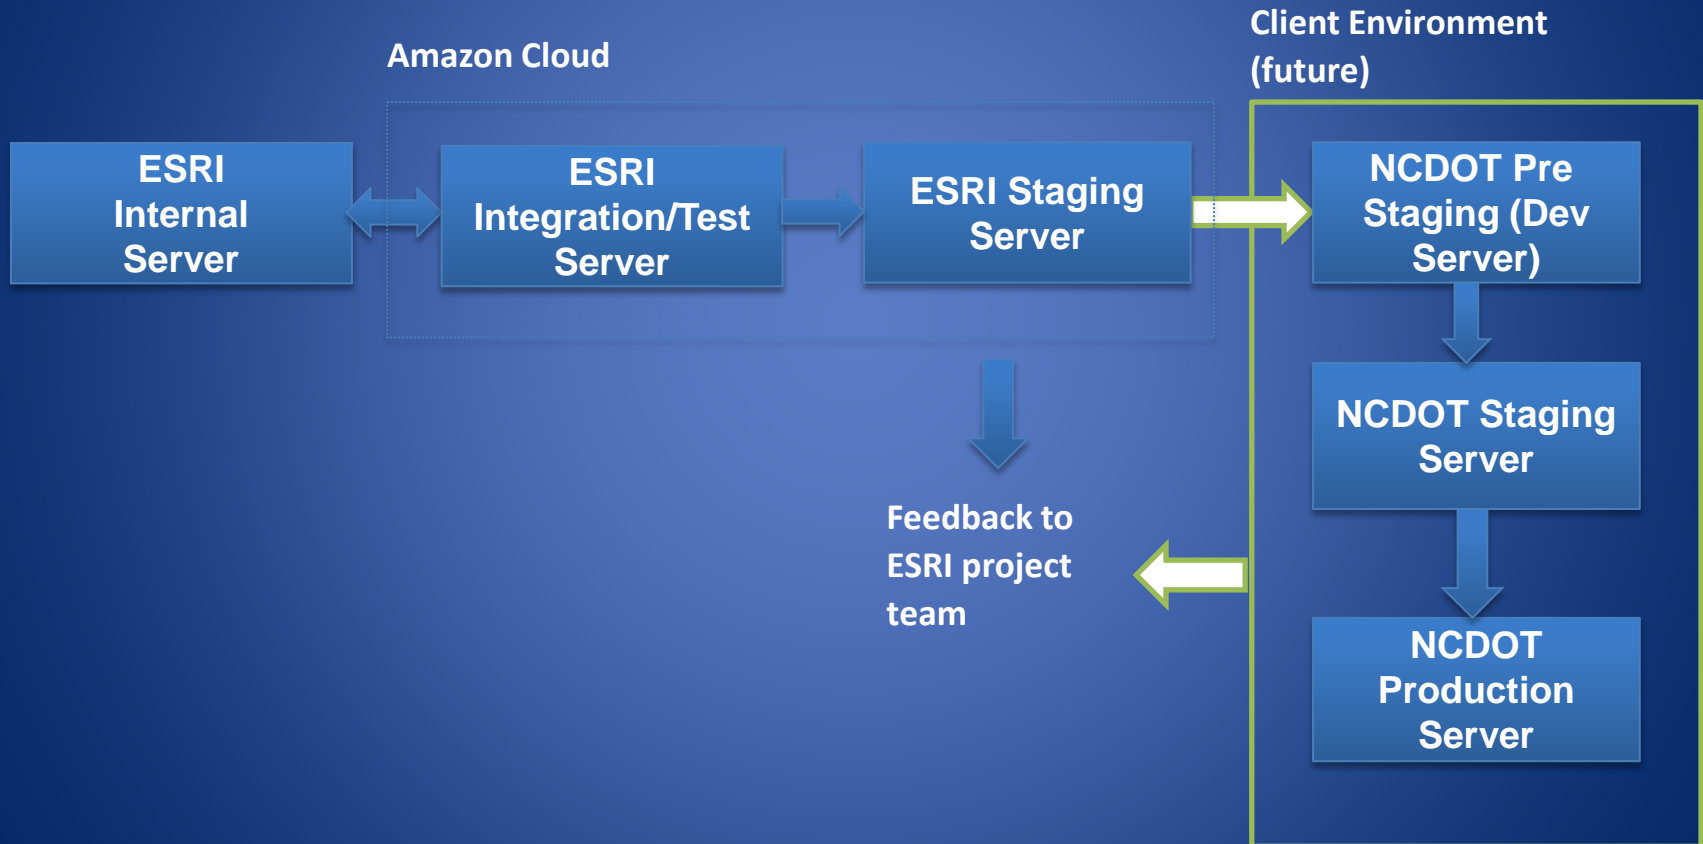 Client Environment
(future)
Amazon Cloud
ESRI
Internal
Server
ESRI
Integration/Test
Server
ESRI Staging
Server
NCDOT Pre
Staging (Dev
Server)
NCDOT Staging
Server
Feedback to
ESRI project
team
NCDOT
Production
Server